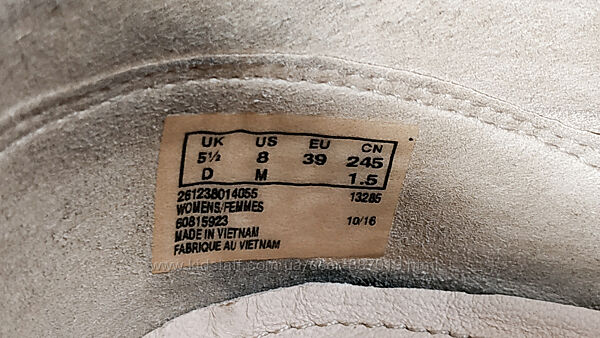 UK US EU CN
5½ 8 39 245
D M 1.5
261238014055 13285
WOMENS/FEMMES
60815923 10/16
MADE IN VIETNAM
FABRIQUE AU VIETNAM